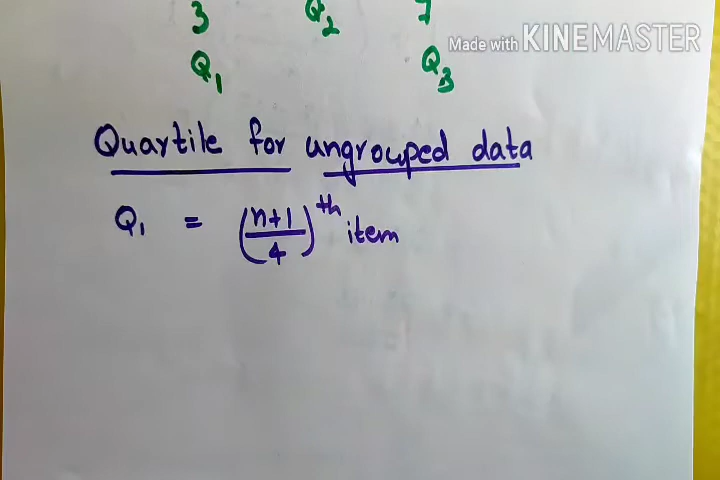 3 Q2 7
Made with KINEMASTER
Q1 Q3
Quartile for ungrouped data
Q1 = (n+1/4)th item